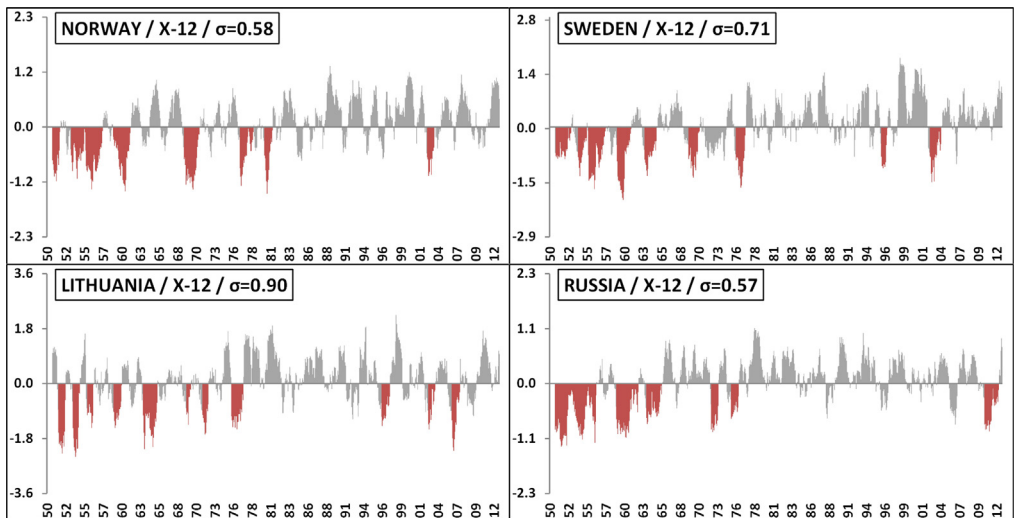 NORWAY / X-12 / σ=0.58
2.3
1.2
0.0
-1.2
-2.3
50 52 55 57 60 63 65 68 70 73 76 78 81 83 86 89 91 94 96 99 01 04 07 09 12
SWEDEN / X-12 / σ=0.71
2.8
1.4
0.0
-1.5
-2.9
50 52 55 57 60 63 65 68 70 73 76 78 81 83 86 88 91 94 96 99 01 04 07 09 12
LITHUANIA / X-12 / σ=0.90
3.6
1.8
0.0
-1.8
-3.6
50 52 55 57 60 63 65 68 70 73 76 78 81 83 86 89 91 94 96 99 01 04 07 09 12
RUSSIA / X-12 / σ=0.57
2.3
1.1
0.0
-1.1
-2.3
50 52 55 57 60 63 65 68 70 73 76 78 81 83 86 88 91 94 96 99 01 04 07 09 12